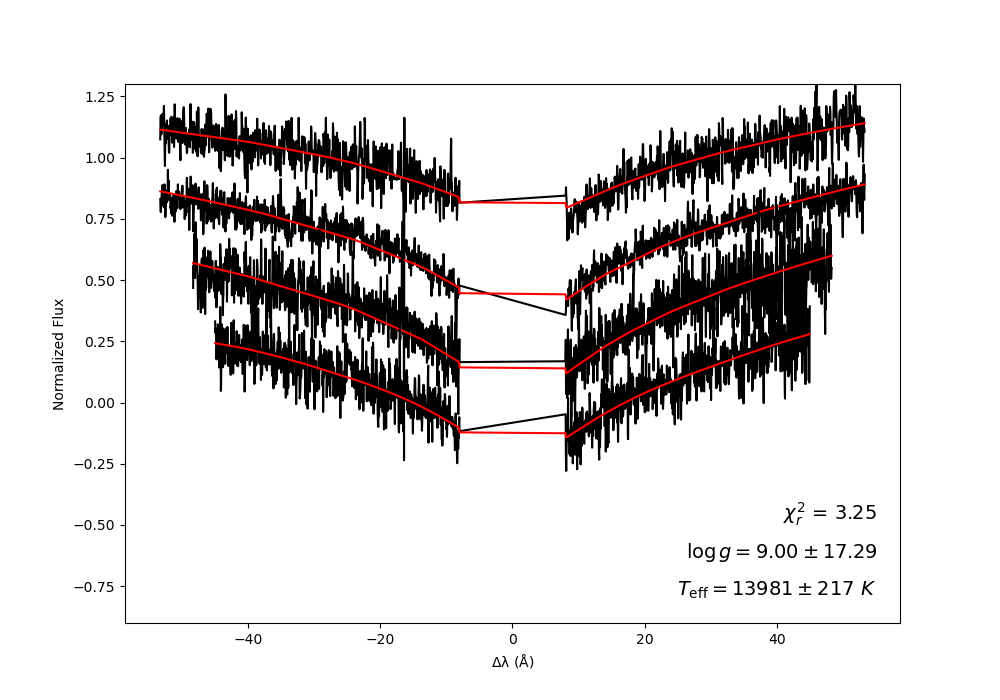 1.25
1.00
0.75
0.50
0.25
0.00
−0.25
−0.50
−0.75
Normalized Flux
χ²ᵣ = 3.25
log g = 9.00 ± 17.29
T_eff = 13981 ± 217 K
−40 −20 0 20 40
Δλ (Å)